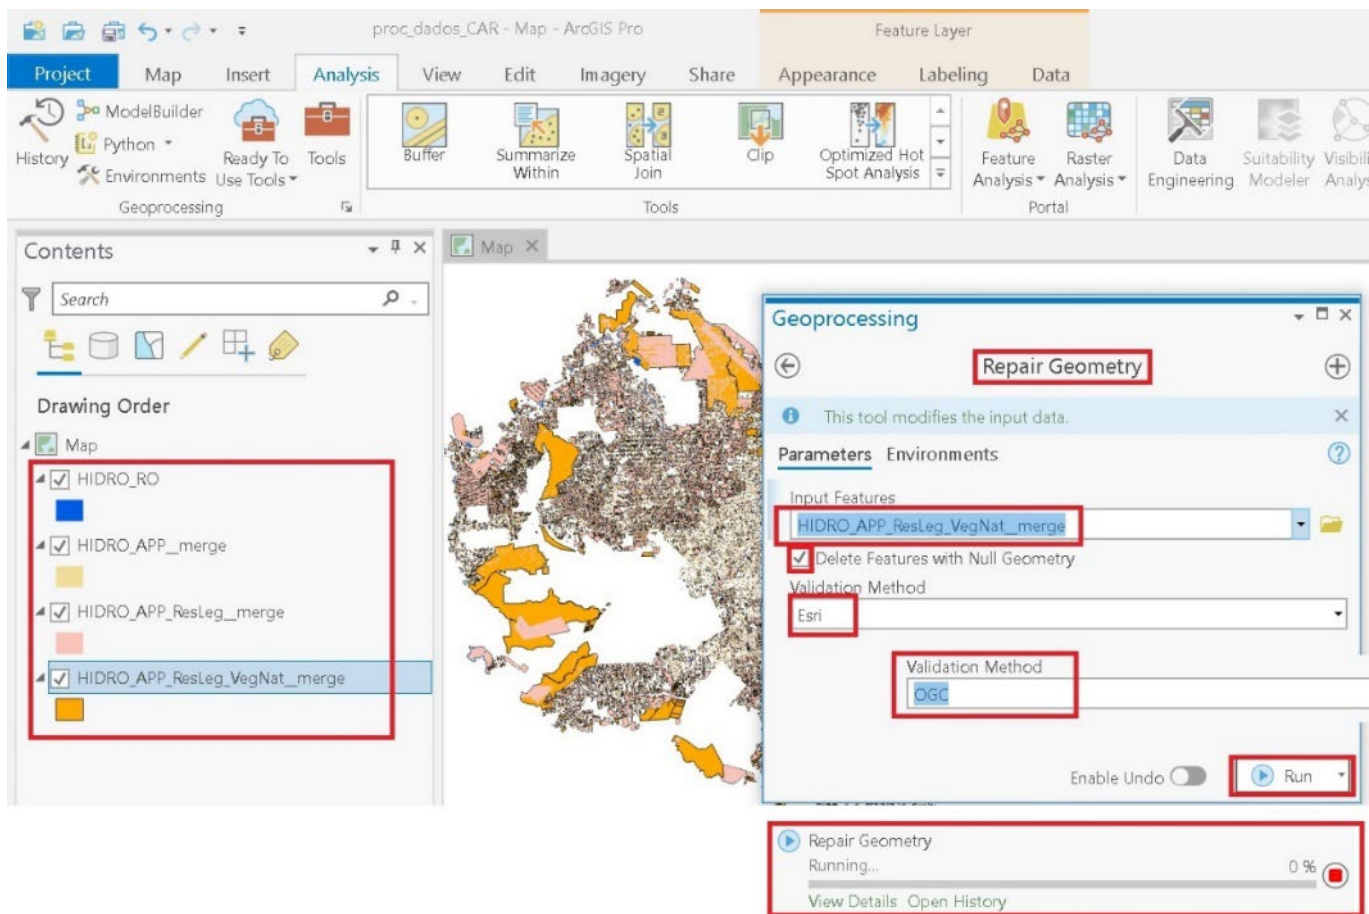 proc_dados_CAR - Map - ArcGIS Pro
Feature Layer
Project Map Insert Analysis View Edit Imagery Share Appearance Labeling Data
History
ModelBuilder
Python
Environments
Ready To
Use Tools
Tools
Geoprocessing
Buffer
Summarize
Within
Spatial
Join
Clip
Optimized Hot
Spot Analysis
Tools
Feature
Analysis
Raster
Analysis
Portal
Data
Engineering
Suitability
Modeler
Contents
Search
Drawing Order
Map
HIDRO_RO
HIDRO_APP__merge
HIDRO_APP_ResLeg__merge
HIDRO_APP_ResLeg_VegNat__merge
Map
Geoprocessing
Repair Geometry
This tool modifies the input data.
Parameters Environments
Input Features
HIDRO_APP_ResLeg_VegNat__merge
Delete Features with Null Geometry
Validation Method
Esri
Validation Method
OGC
Enable Undo
Run
Repair Geometry
Running...
0 %
View Details Open History